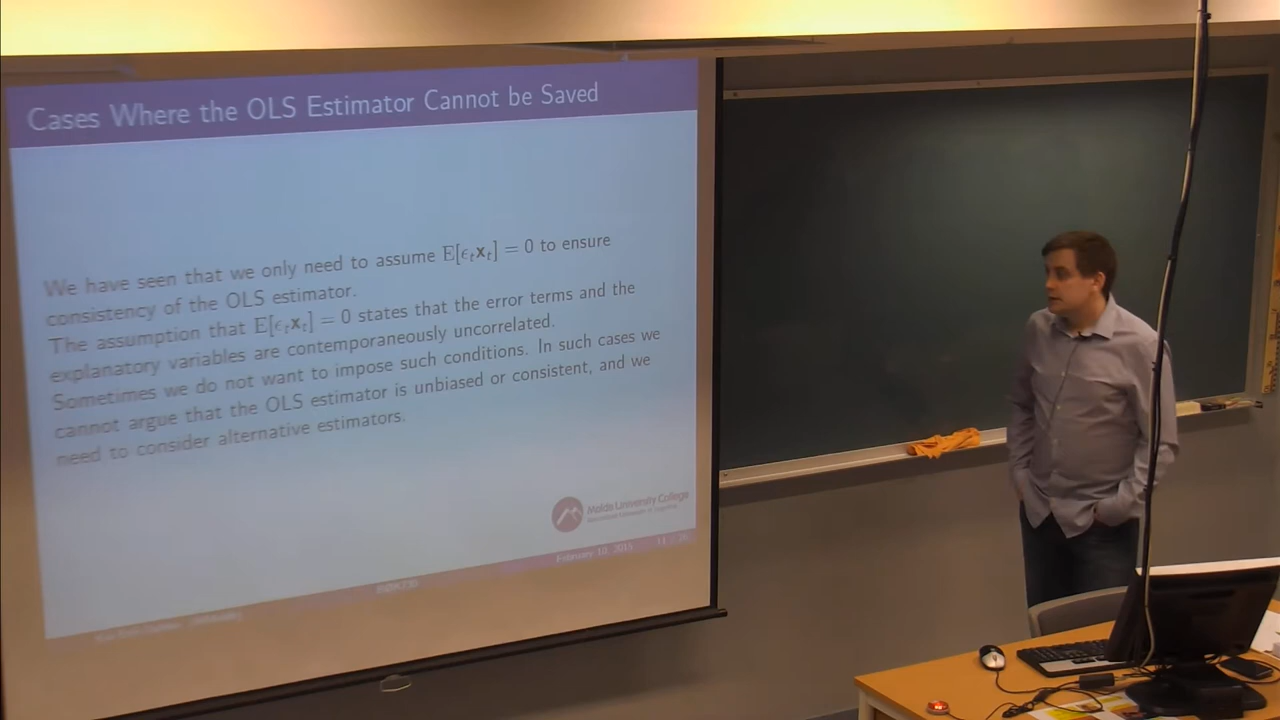 Cases Where the OLS Estimator Cannot be Saved
We have seen that we only need to assume E[ϵₜxₜ] = 0 to ensure
consistency of the OLS estimator.
The assumption that E[ϵₜxₜ] = 0 states that the error terms and the
explanatory variables are contemporaneously uncorrelated.
Sometimes we do not want to impose such conditions. In such cases we
cannot argue that the OLS estimator is unbiased or consistent, and we
need to consider alternative estimators.
Molde University College
February 10, 2015